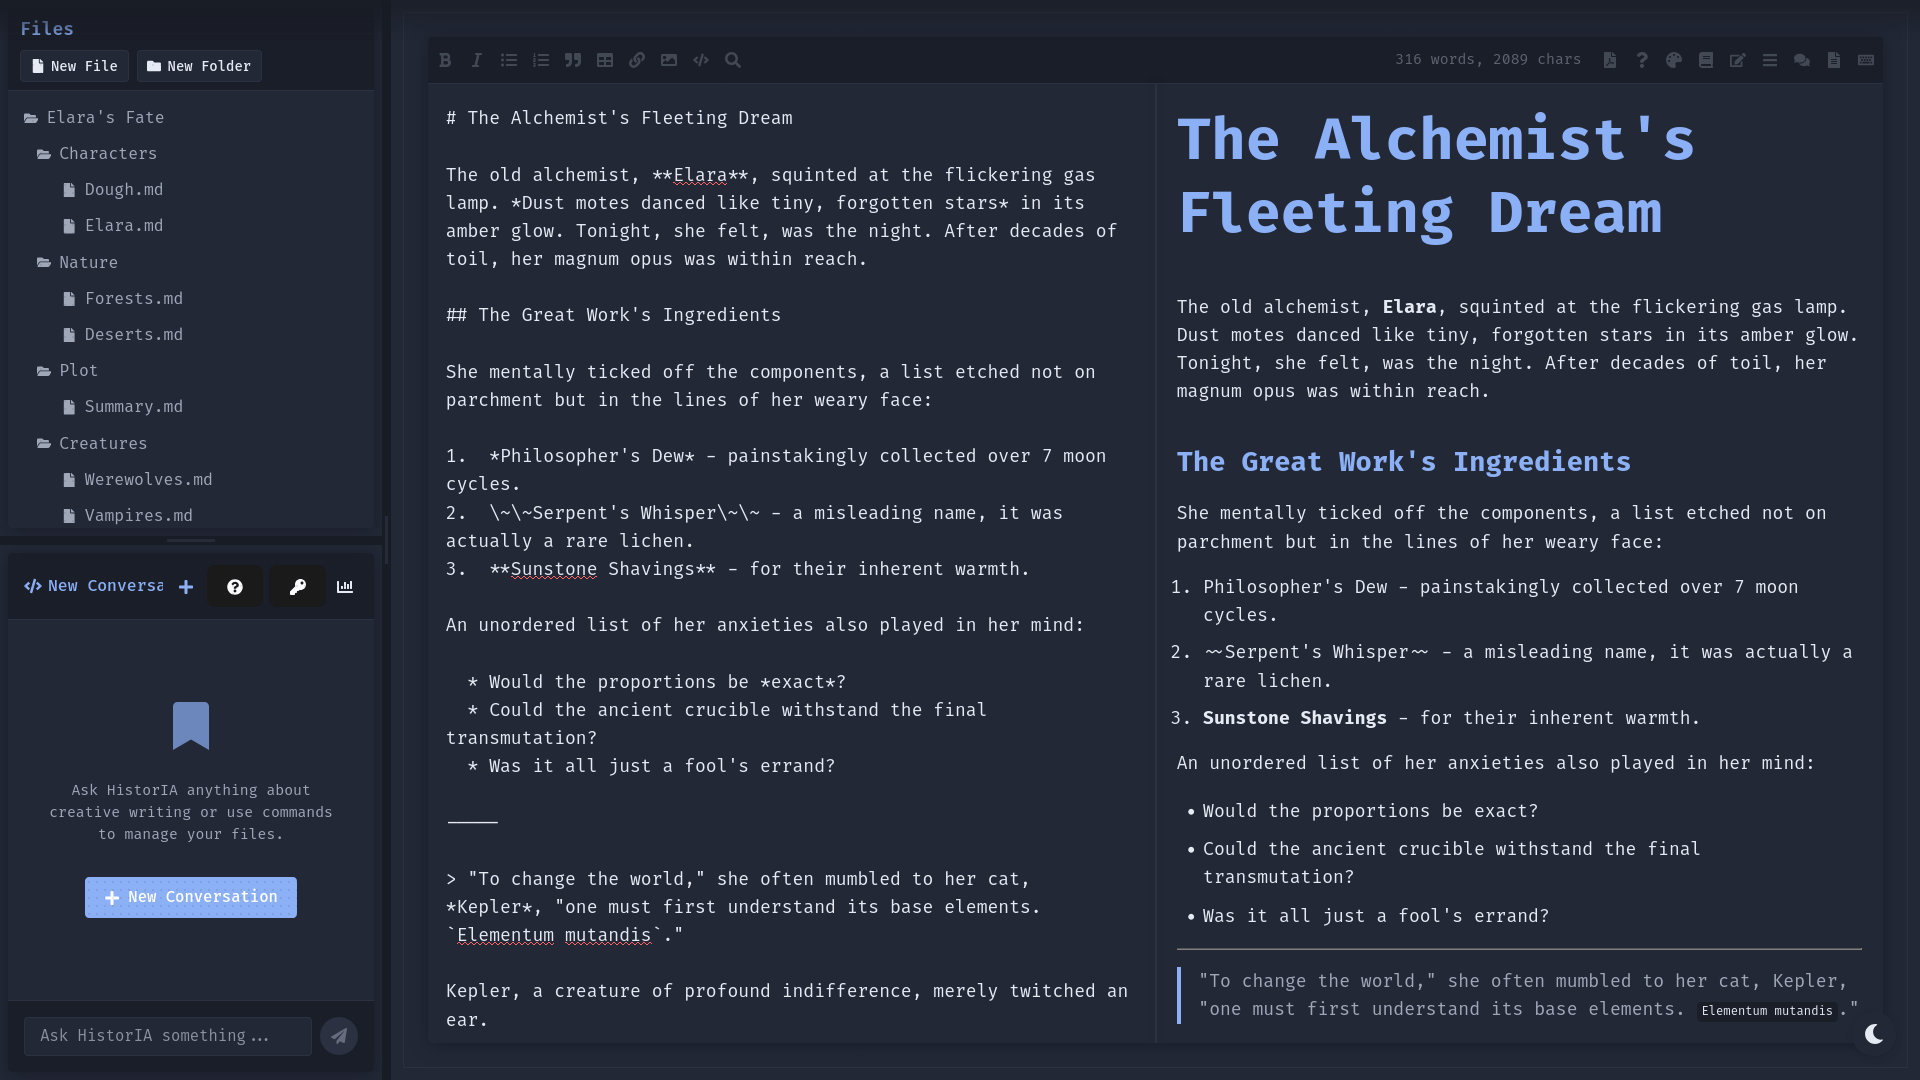 Files
New File
New Folder
Elara's Fate
Characters
Dough.md
Elara.md
Nature
Forests.md
Deserts.md
Plot
Summary.md
Creatures
Werewolves.md
Vampires.md
New Conversa
Ask HistorIA anything about
creative writing or use commands
to manage your files.
New Conversation
Ask HistorIA something...
316 words, 2089 chars
# The Alchemist's Fleeting Dream
The old alchemist, **Elara**, squinted at the flickering gas
lamp. *Dust motes danced like tiny, forgotten stars* in its
amber glow. Tonight, she felt, was the night. After decades of
toil, her magnum opus was within reach.
## The Great Work's Ingredients
She mentally ticked off the components, a list etched not on
parchment but in the lines of her weary face:
1.  *Philosopher's Dew* - painstakingly collected over 7 moon
cycles.
2.  \~\~Serpent's Whisper\~\~ - a misleading name, it was
actually a rare lichen.
3.  **Sunstone Shavings** - for their inherent warmth.
An unordered list of her anxieties also played in her mind:
  * Would the proportions be *exact*?
  * Could the ancient crucible withstand the final
transmutation?
  * Was it all just a fool's errand?
-----
> "To change the world," she often mumbled to her cat,
*Kepler*, "one must first understand its base elements.
`Elementum mutandis`."
Kepler, a creature of profound indifference, merely twitched an
ear.
The Alchemist's
Fleeting Dream
The old alchemist, Elara, squinted at the flickering gas lamp.
Dust motes danced like tiny, forgotten stars in its amber glow.
Tonight, she felt, was the night. After decades of toil, her
magnum opus was within reach.
The Great Work's Ingredients
She mentally ticked off the components, a list etched not on
parchment but in the lines of her weary face:
1. Philosopher's Dew - painstakingly collected over 7 moon
cycles.
2. ~~Serpent's Whisper~~ - a misleading name, it was actually a
rare lichen.
3. Sunstone Shavings - for their inherent warmth.
An unordered list of her anxieties also played in her mind:
• Would the proportions be exact?
• Could the ancient crucible withstand the final
transmutation?
• Was it all just a fool's errand?
"To change the world," she often mumbled to her cat, Kepler,
"one must first understand its base elements. Elementum mutandis."